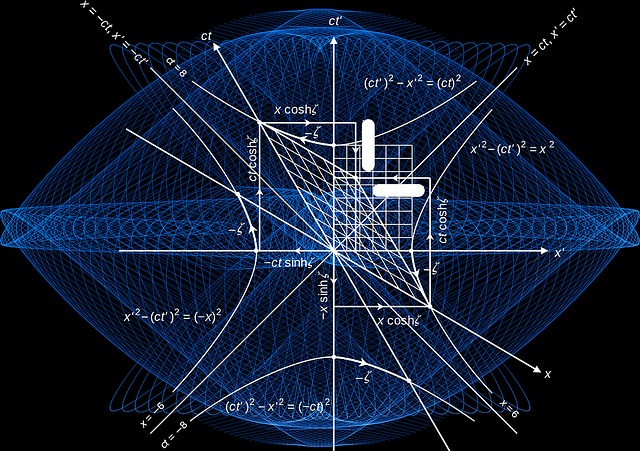 ct′
x = −ct, x′ = −ct′
ct
x = ct, x′ = ct′
ct = 8
(ct′)² − x′² = (ct)²
x coshζ
−ζ
x′² − (ct′)² = x²
ct coshζ
ct coshζ
−ζ
x′
−ct sinhζ
−ζ
−x sinhζ
x′² − (ct′)² = (−x)²
x coshζ
x
−ζ
(ct′)² − x′² = (−ct)²
x = −6
x = 6
ct = −8